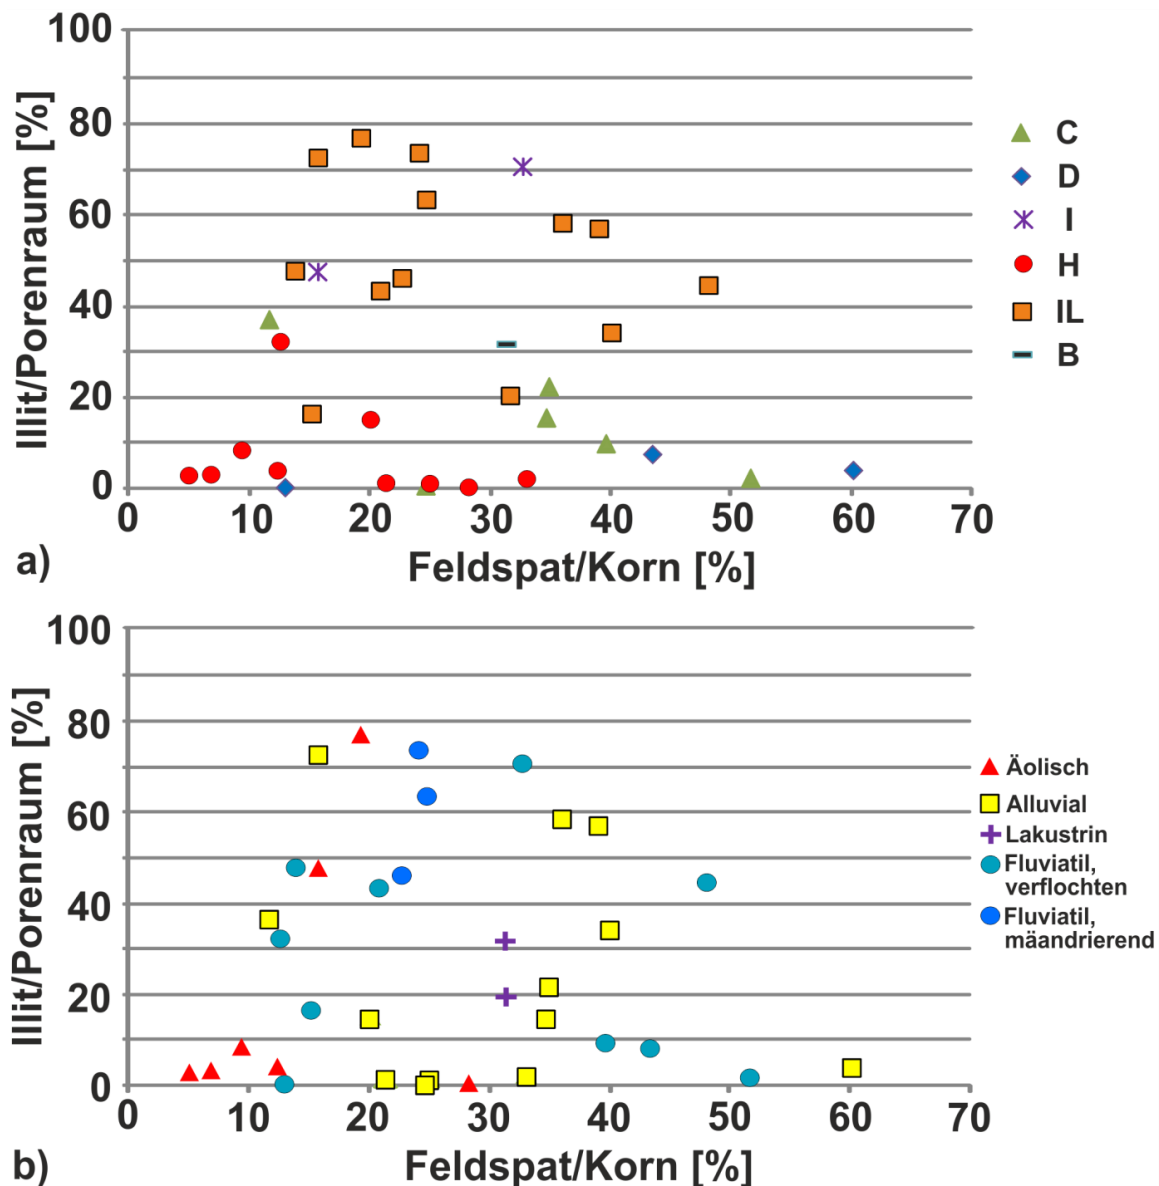 100
80
60
40
20
0
Illit/Porenraum [%]
0 10 20 30 40 50 60 70
Feldspat/Korn [%]
a)
C
D
I
H
IL
B
100
80
60
40
20
0
Illit/Porenraum [%]
0 10 20 30 40 50 60 70
Feldspat/Korn [%]
b)
Äolisch
Alluvial
Lakustrin
Fluviatil,
verflochten
Fluviatil,
mäandrierend